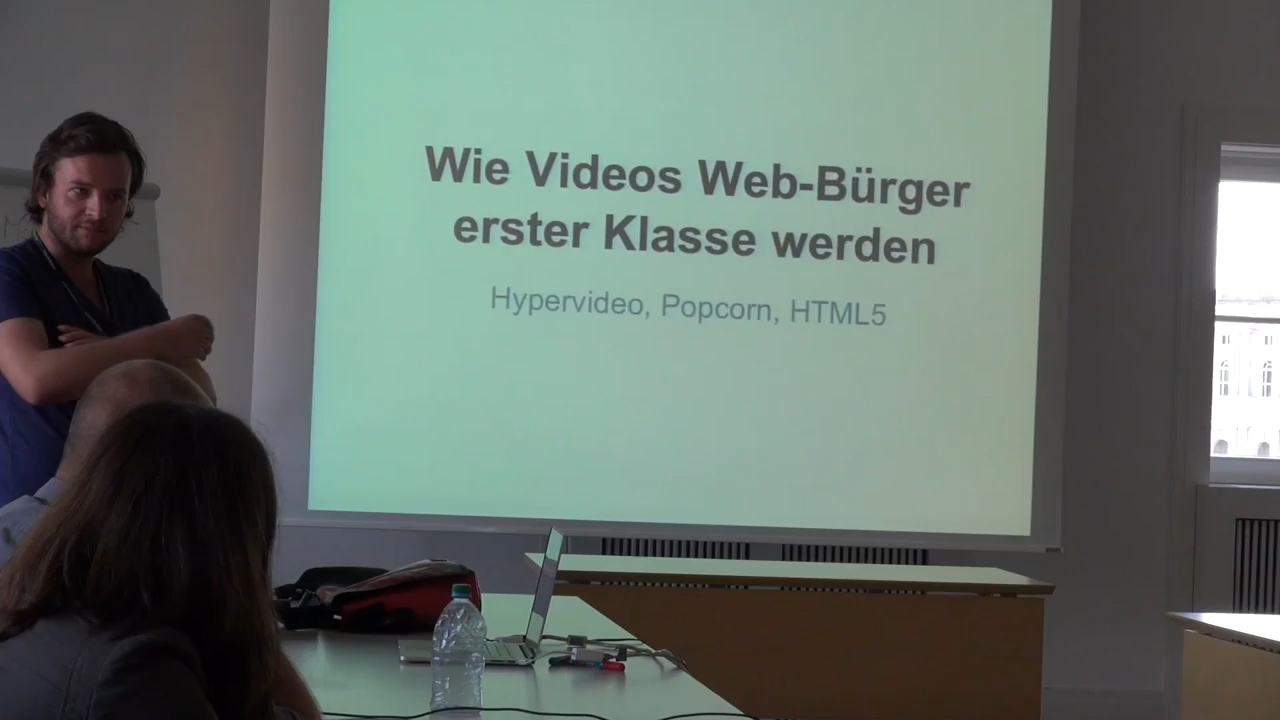 Wie Videos Web-Bürger
erster Klasse werden
Hypervideo, Popcorn, HTML5